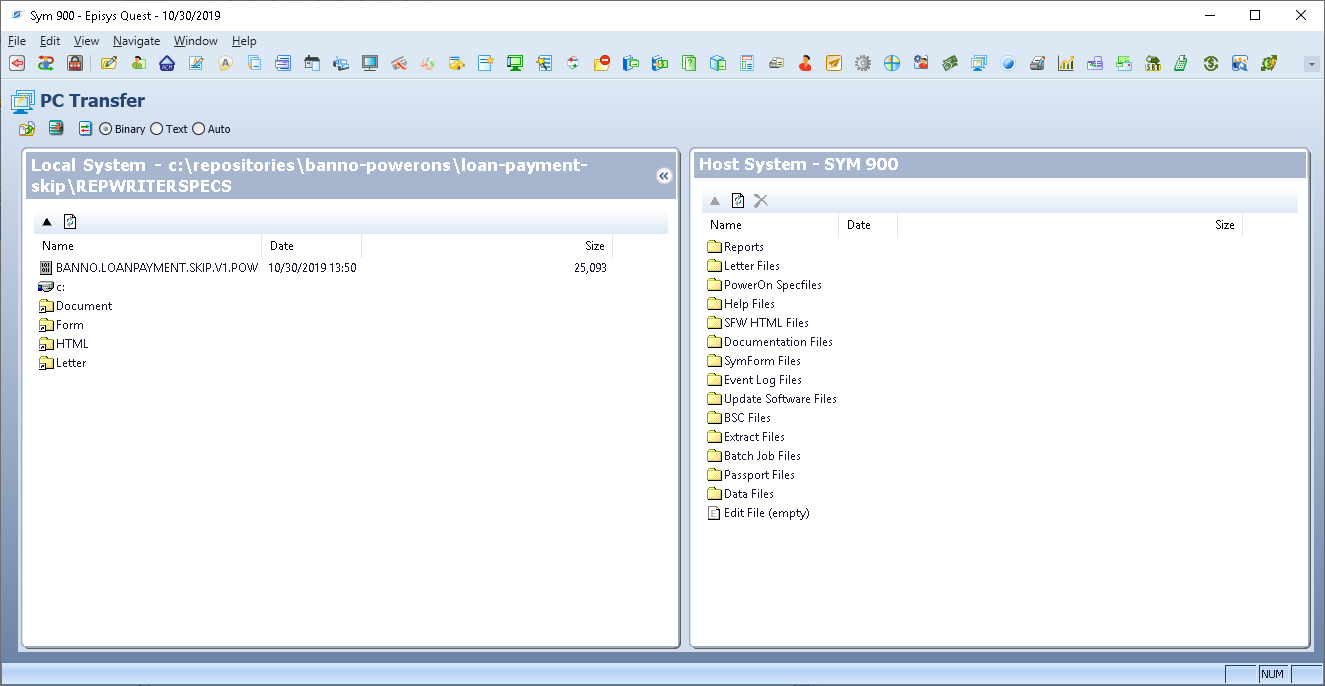 Sym 900 - Episys Quest - 10/30/2019
File Edit View Navigate Window Help
PC Transfer
Binary Text Auto
Local System - c:\repositories\banno-powerons\loan-payment-
skip\REPWRITERSPECS
Name Date Size
BANNO.LOANPAYMENT.SKIP.V1.POW 10/30/2019 13:50 25,093
c:
Document
Form
HTML
Letter
Host System - SYM 900
Name Date Size
Reports
Letter Files
PowerOn Specfiles
Help Files
SFW HTML Files
Documentation Files
SymForm Files
Event Log Files
Update Software Files
BSC Files
Extract Files
Batch Job Files
Passport Files
Data Files
Edit File (empty)
NUM